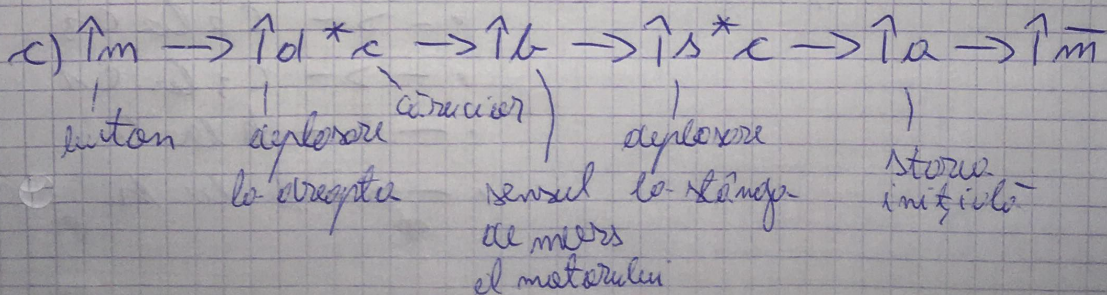 c) ↑m → ↑d * c → ↑b → ↑s * c → ↑a → ↑m̅
buton deplasare cărucior deplasare
la dreapta sensul la stânga starea
de mers inițială
al motorului